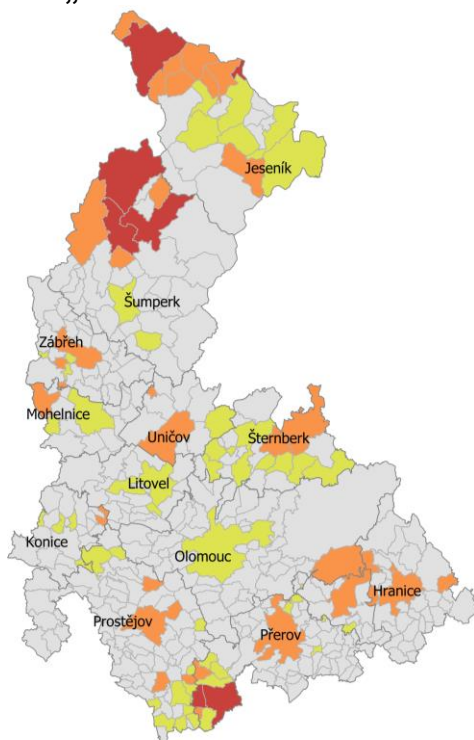 Jeseník
Šumperk
Zábřeh
Mohelnice
Uničov
Šternberk
Litovel
Konice
Olomouc
Hranice
Prostějov
Přerov